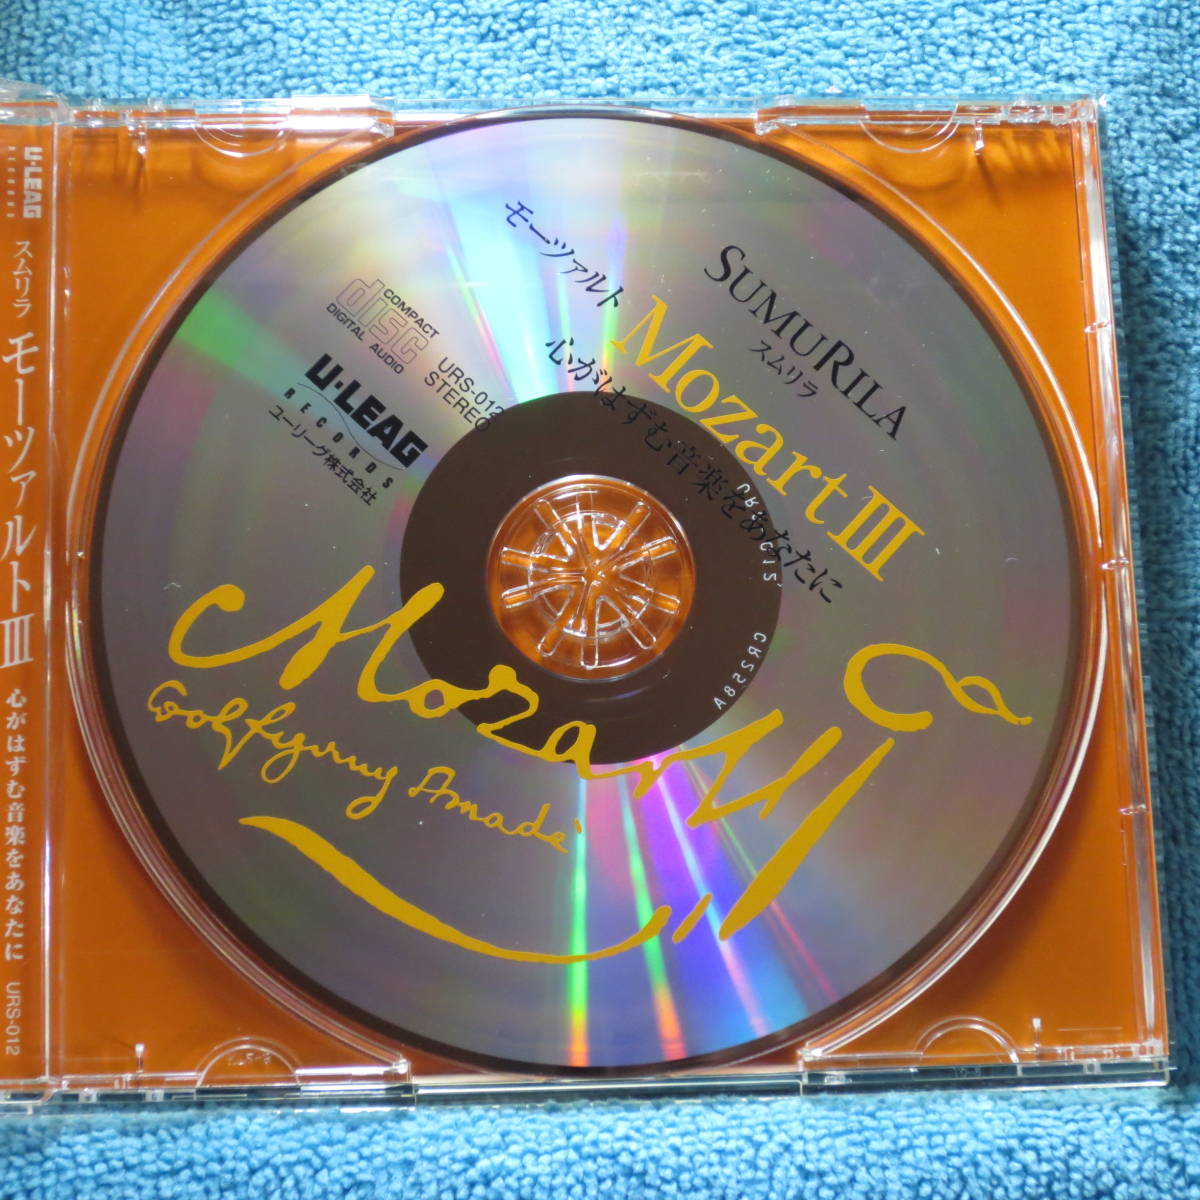 U·LEAG
スムリラ モーツァルトIII 心がはずむ音楽をあなたに URS-012
SUMURILA
スムリラ
モーツァルト
Mozart III
心がはずむ音楽をあなたに
COMPACT
disc
DIGITAL AUDIO
URS-012
STEREO
U·LEAG
RECORDS
ユーリーグ株式会社
CR258A
Mozart
Amadè